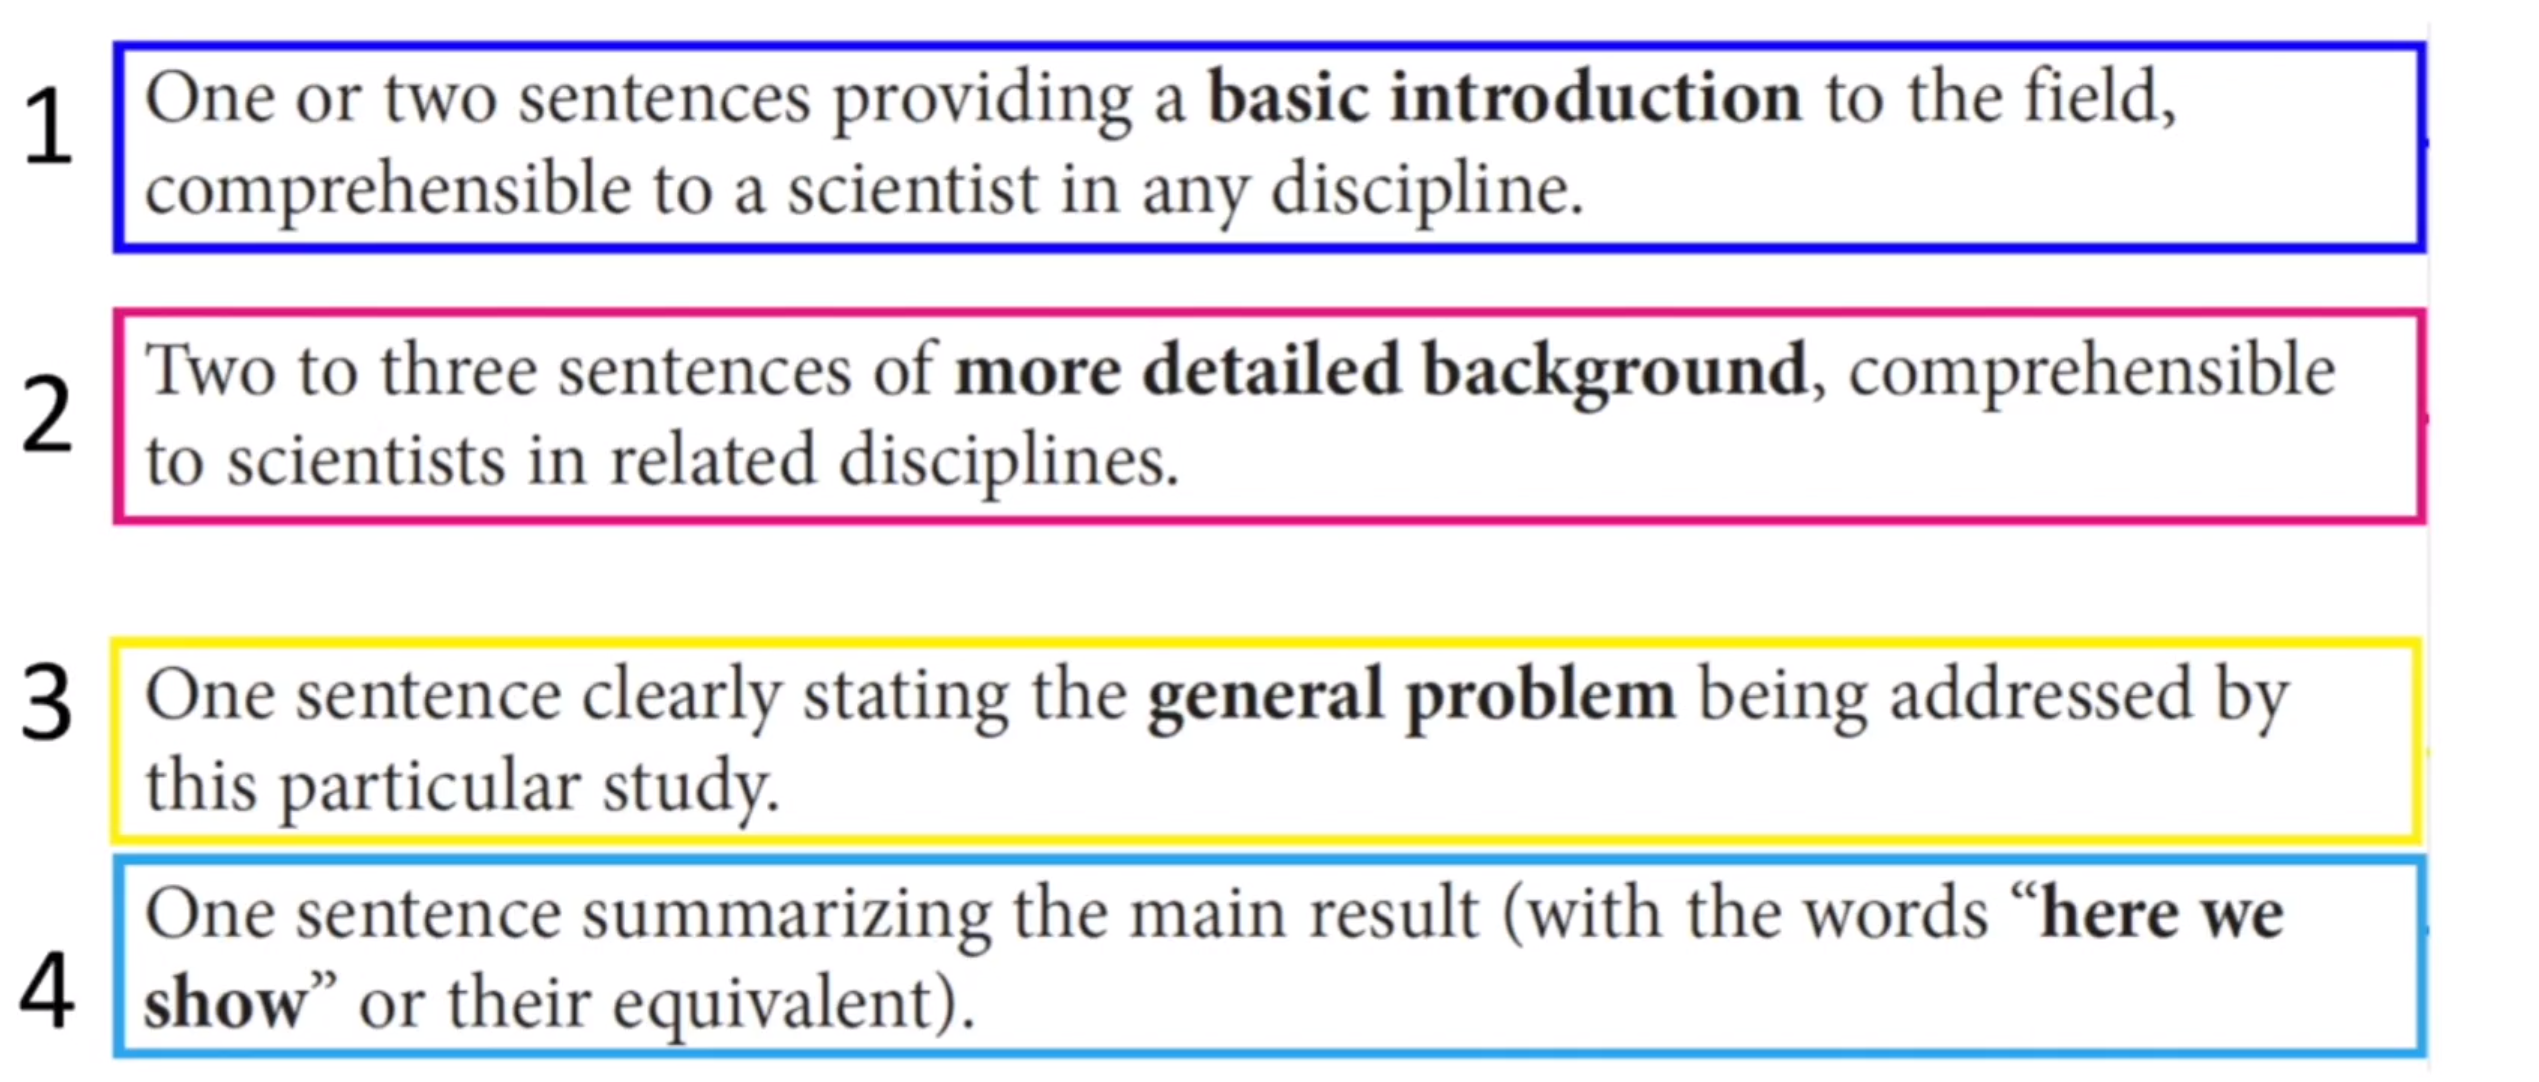 1
One or two sentences providing a basic introduction to the field,
comprehensible to a scientist in any discipline.
2
Two to three sentences of more detailed background, comprehensible
to scientists in related disciplines.
3
One sentence clearly stating the general problem being addressed by
this particular study.
4
One sentence summarizing the main result (with the words “here we
show” or their equivalent).